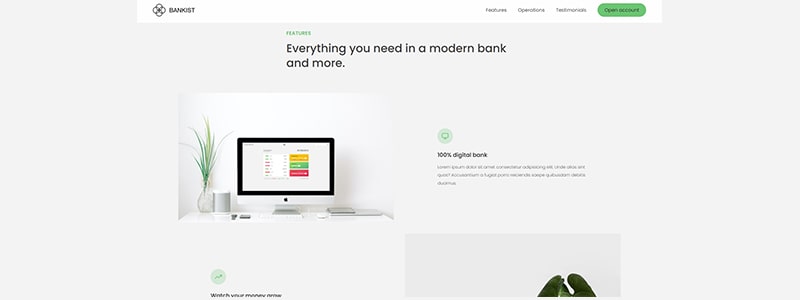 BANKIST
Features
Operations
Testimonials
Open account
FEATURES
Everything you need in a modern bank
and more.
100% digital bank
Lorem ipsum dolor sit amet consectetur adipisicing elit. Unde alias sint
quos? Accusantium a fugiat porro reiciendis saepe quibusdam debitis
ducimus.
Watch your money grow